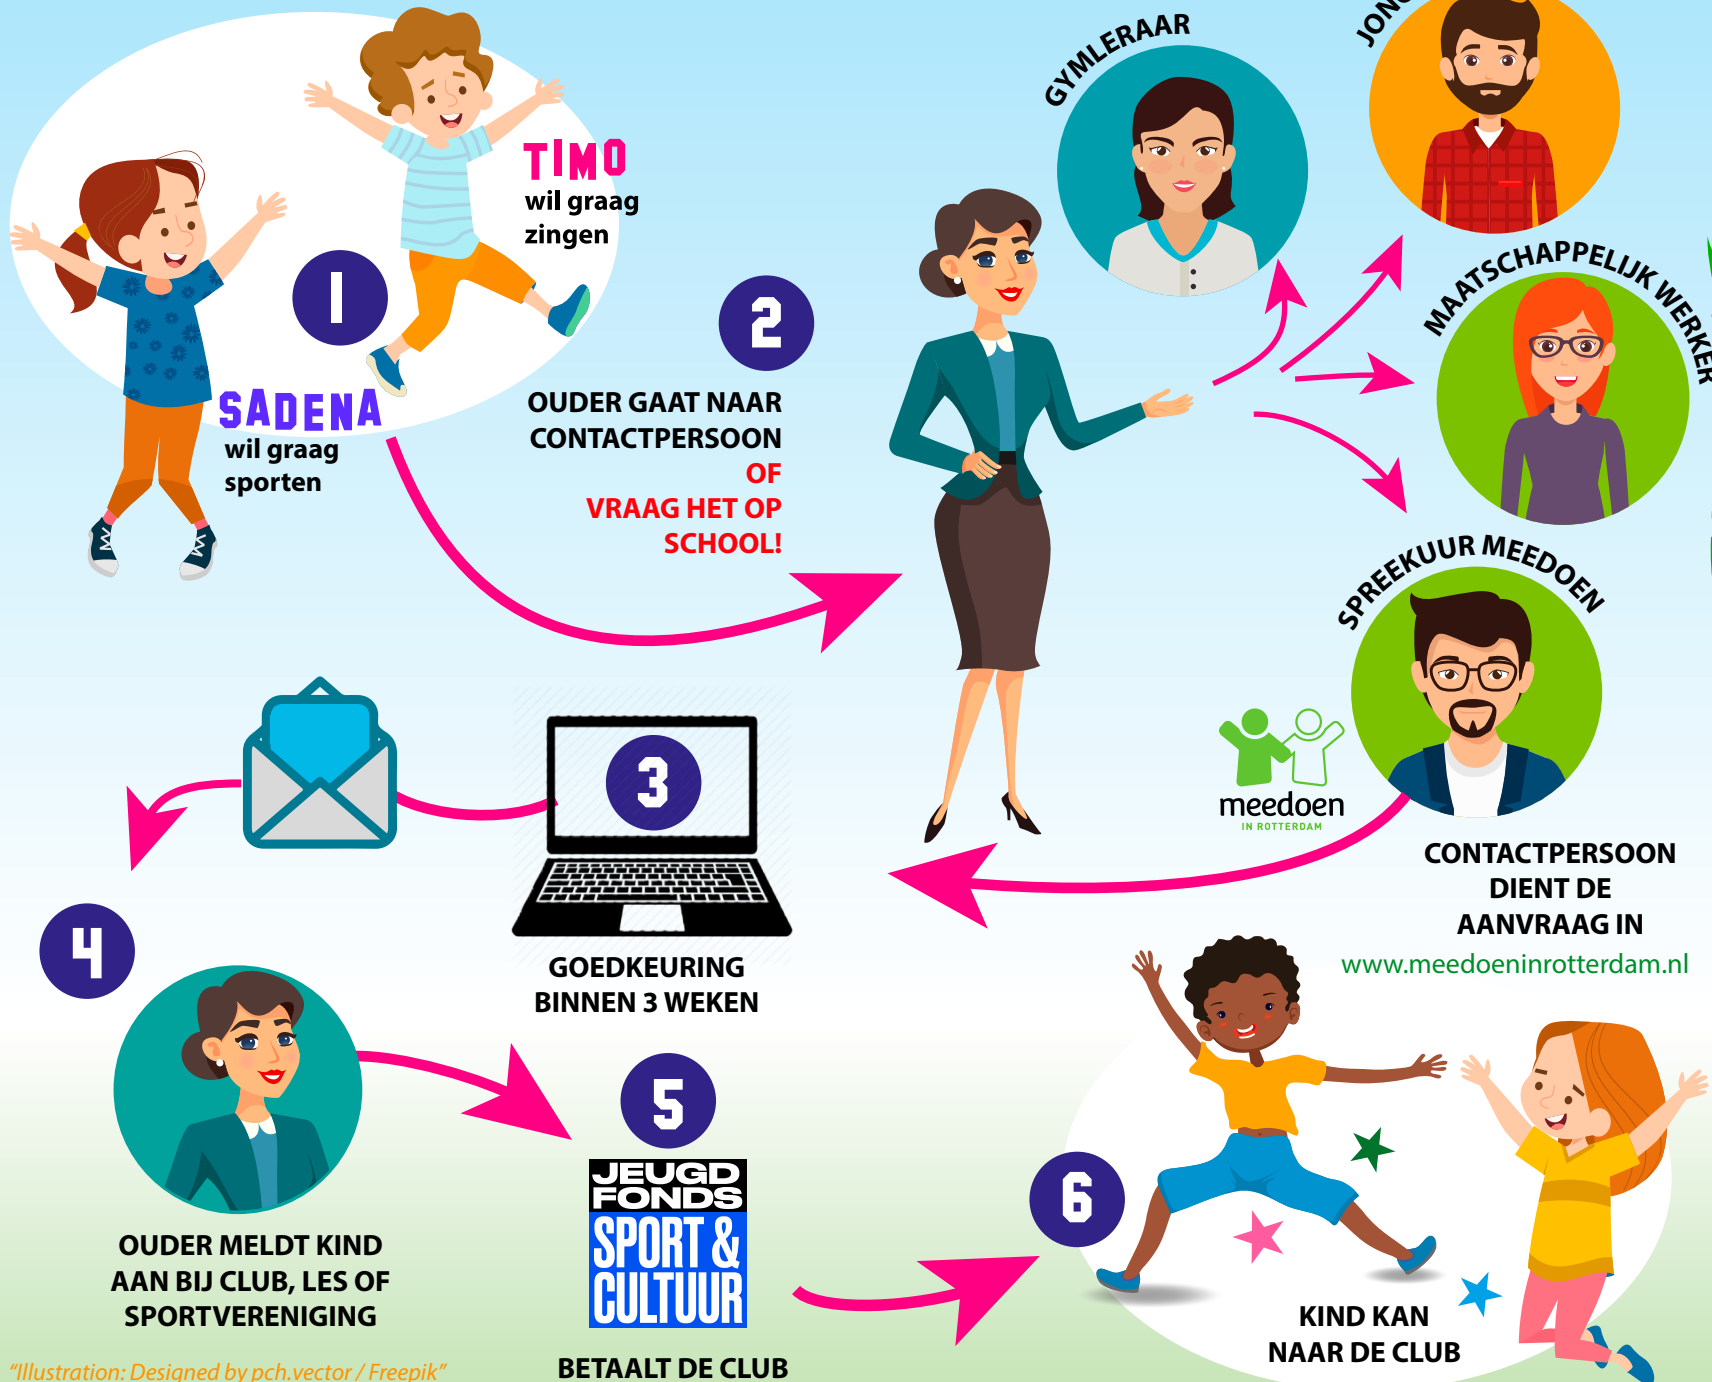 TIMO
wil graag
zingen
1
SADENA
wil graag
sporten
2
OUDER GAAT NAAR
CONTACTPERSOON
OF
VRAAG HET OP
SCHOOL!
GYMLERAAR
MAATSCHAPPELIJK WERKER
SPREEKUUR MEEDOEN
meedoen
IN ROTTERDAM
CONTACTPERSOON
DIENT DE
AANVRAAG IN
www.meedoeninrotterdam.nl
3
GOEDKEURING
BINNEN 3 WEKEN
4
OUDER MELDT KIND
AAN BIJ CLUB, LES OF
SPORTVERENIGING
5
JEUGD
FONDS
SPORT &
CULTUUR
BETAALT DE CLUB
6
KIND KAN
NAAR DE CLUB
"Illustration: Designed by pch.vector / Freepik"